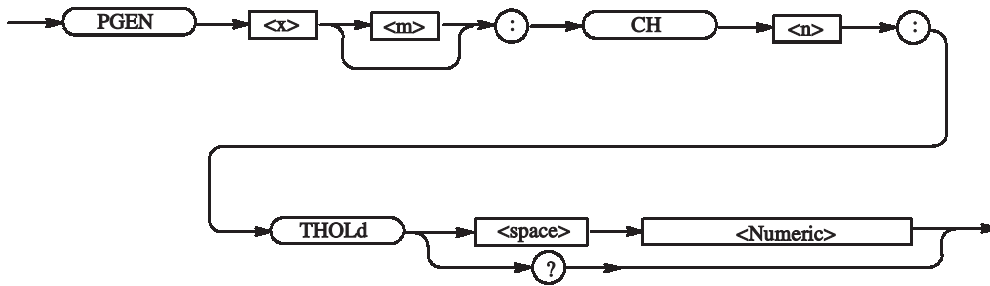 PGEN <x> <m> : CH <n> :
THOLd <space> <Numeric>
?